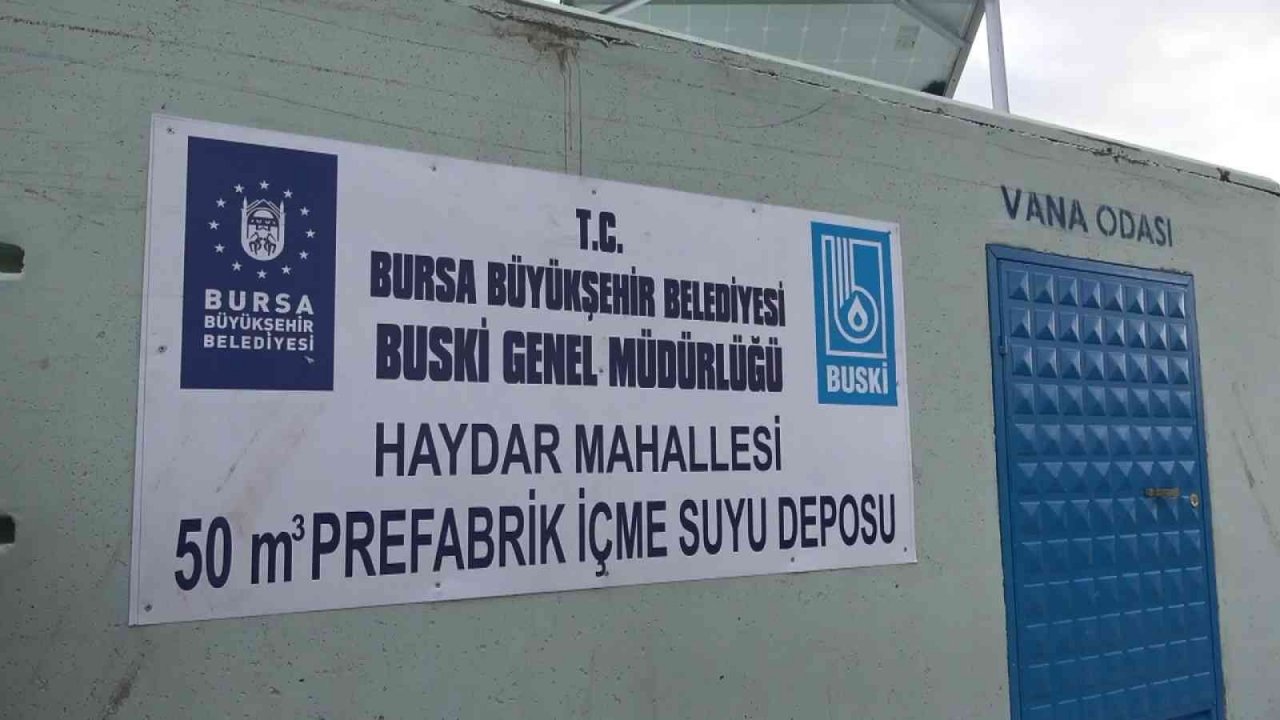 T.C.
BURSA BÜYÜKŞEHİR BELEDİYESİ
BUSKİ GENEL MÜDÜRLÜĞÜ
HAYDAR MAHALLESİ
50 m³ PREFABRİK İÇME SUYU DEPOSU
BURSA
BÜYÜKŞEHİR
BELEDİYESİ
BUSKİ
VANA ODASI